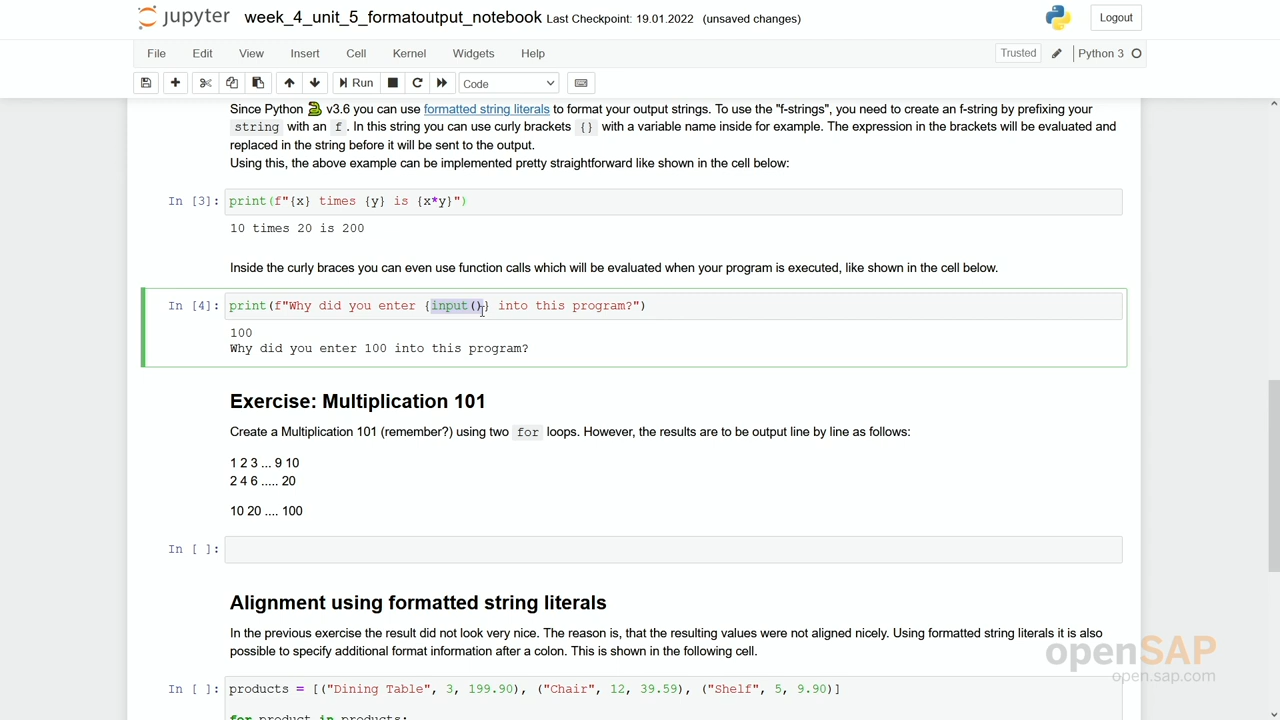 jupyter week_4_unit_5_formatoutput_notebook Last Checkpoint: 19.01.2022 (unsaved changes)
Logout
File Edit View Insert Cell Kernel Widgets Help
Trusted
Python 3
Run
Code
Since Python v3.6 you can use formatted string literals to format your output strings. To use the "f-strings", you need to create an f-string by prefixing your
string with an f . In this string you can use curly brackets {} with a variable name inside for example. The expression in the brackets will be evaluated and
replaced in the string before it will be sent to the output.
Using this, the above example can be implemented pretty straightforward like shown in the cell below:
In [3]: print(f"{x} times {y} is {x*y}")
10 times 20 is 200
Inside the curly braces you can even use function calls which will be evaluated when your program is executed, like shown in the cell below.
In [4]: print(f"Why did you enter {input()} into this program?")
100
Why did you enter 100 into this program?
Exercise: Multiplication 101
Create a Multiplication 101 (remember?) using two for loops. However, the results are to be output line by line as follows:
1 2 3 ... 9 10
2 4 6 ..... 20
10 20 .... 100
In [ ]:
Alignment using formatted string literals
In the previous exercise the result did not look very nice. The reason is, that the resulting values were not aligned nicely. Using formatted string literals it is also
possible to specify additional format information after a colon. This is shown in the following cell.
openSAP
open.sap.com
In [ ]: products = [("Dining Table", 3, 199.90), ("Chair", 12, 39.59), ("Shelf", 5, 9.90)]
for product in products: